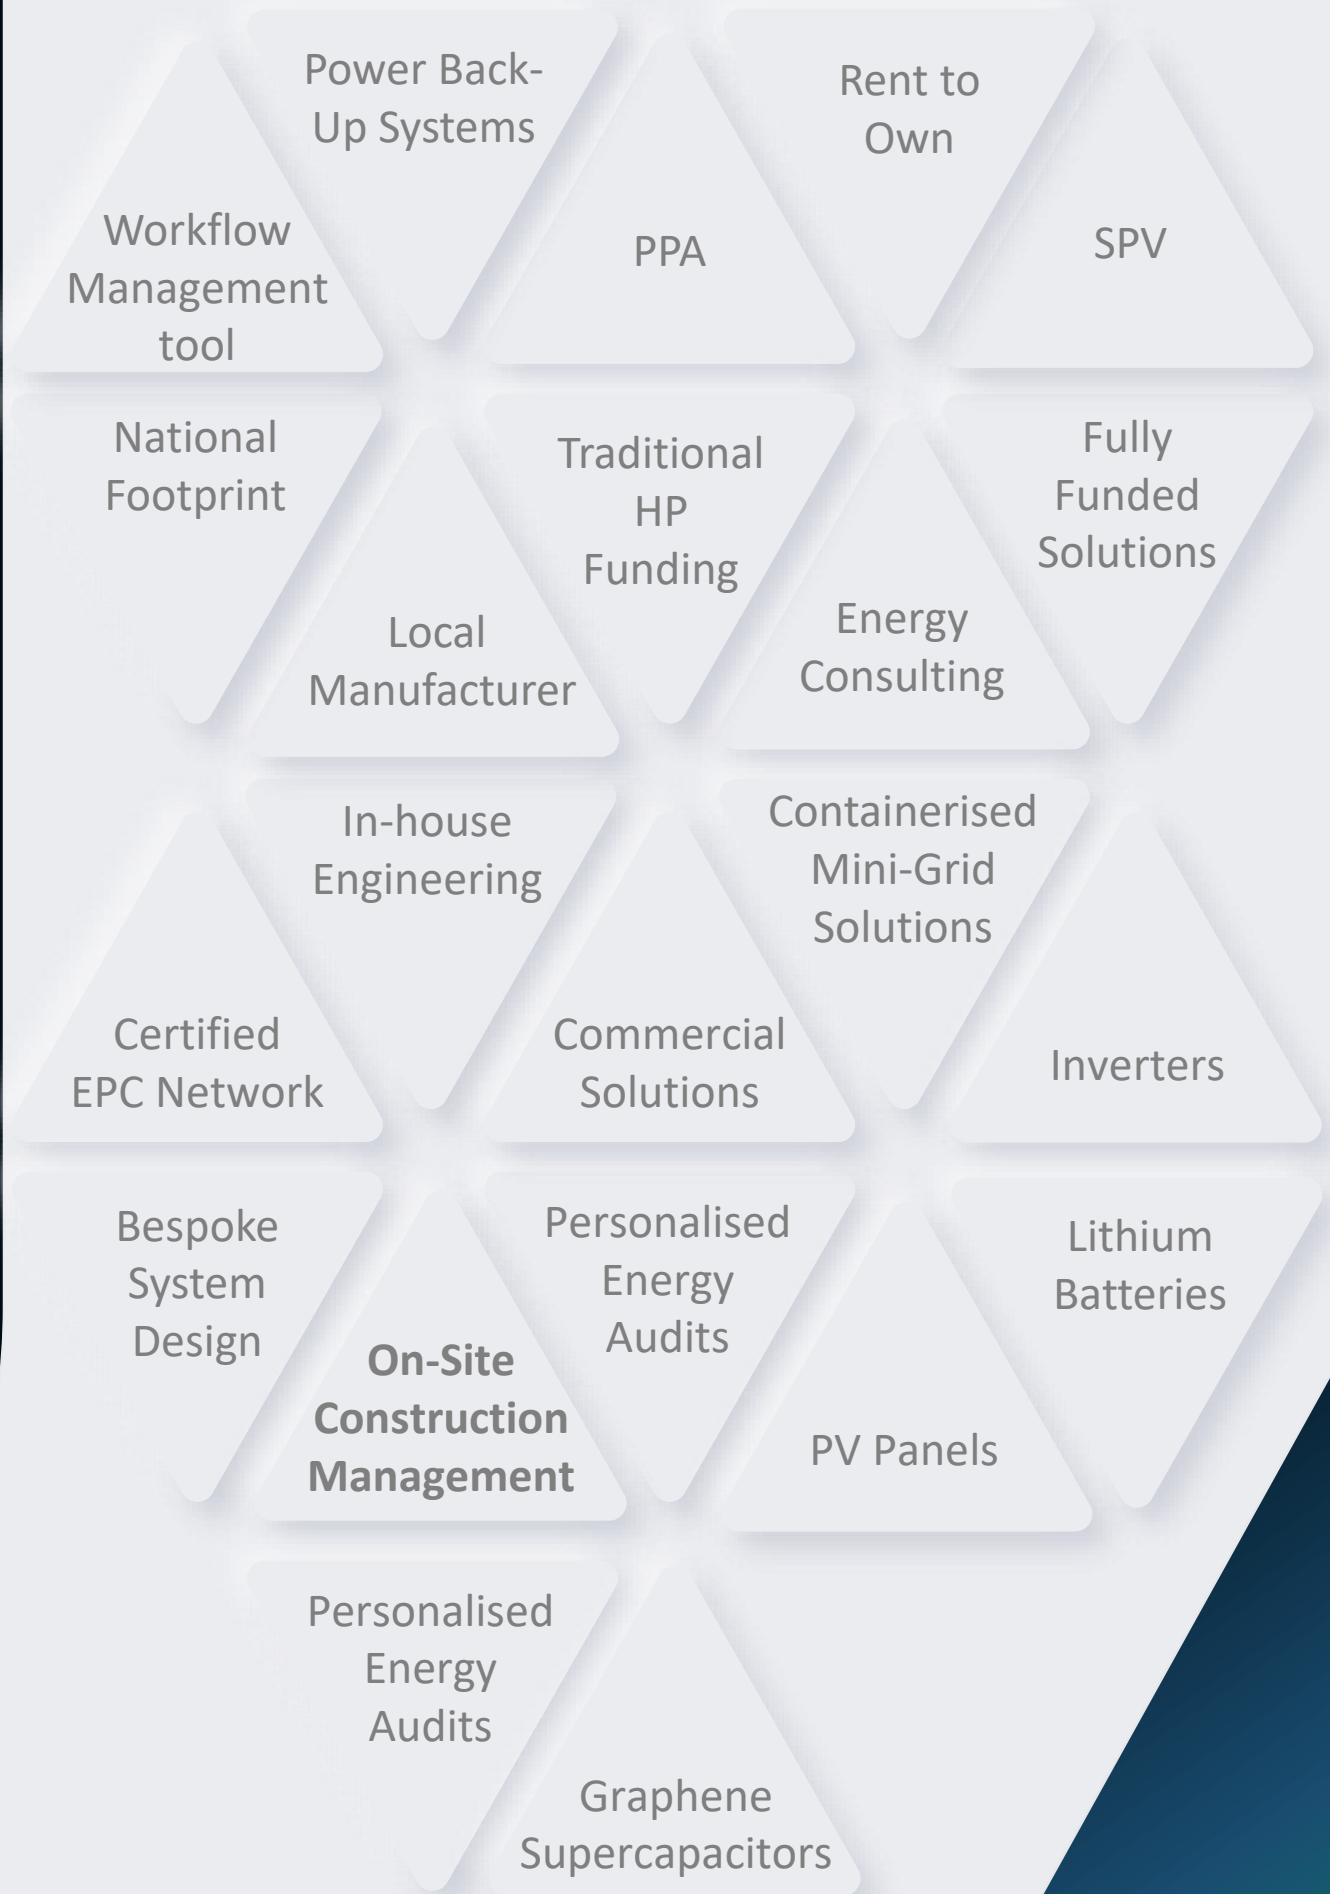 Power Back-
Up Systems
Rent to
Own
Workflow
Management
tool
PPA
SPV
National
Footprint
Traditional
HP
Funding
Fully
Funded
Solutions
Local
Manufacturer
Energy
Consulting
In-house
Engineering
Containerised
Mini-Grid
Solutions
Certified
EPC Network
Commercial
Solutions
Inverters
Bespoke
System
Design
Personalised
Energy
Audits
Lithium
Batteries
On-Site
Construction
Management
PV Panels
Personalised
Energy
Audits
Graphene
Supercapacitors